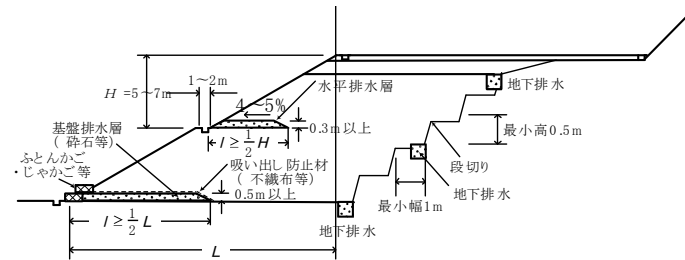 1～2m
H =5～7m
4 ～5%
水平排水層
地下排水
0.3m以上
l ≥ 1/2 H
最小高0.5m
基盤排水層
( 砕石等)
ふとんかご
・じゃかご等
吸い出し防止材
( 不織布等)
0.5m以上
段切り
地下排水
最小幅1m
l ≥ 1/2 L
地下排水
L